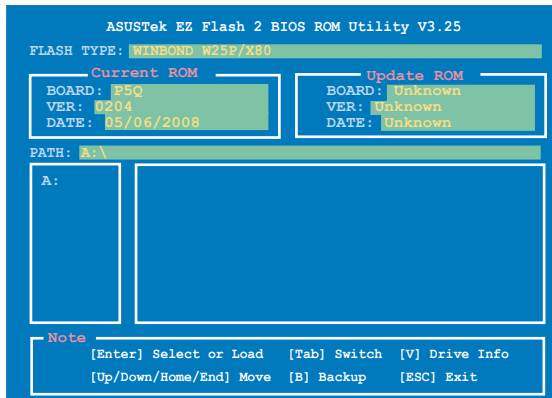 ASUSTek EZ Flash 2 BIOS ROM Utility V3.25
FLASH TYPE: WINBOND W25P/X80
Current ROM
BOARD: P5Q
VER: 0204
DATE: 05/06/2008
Update ROM
BOARD: Unknown
VER: Unknown
DATE: Unknown
PATH: A:\
A:
Note
[Enter] Select or Load [Tab] Switch [V] Drive Info
[Up/Down/Home/End] Move [B] Backup [ESC] Exit